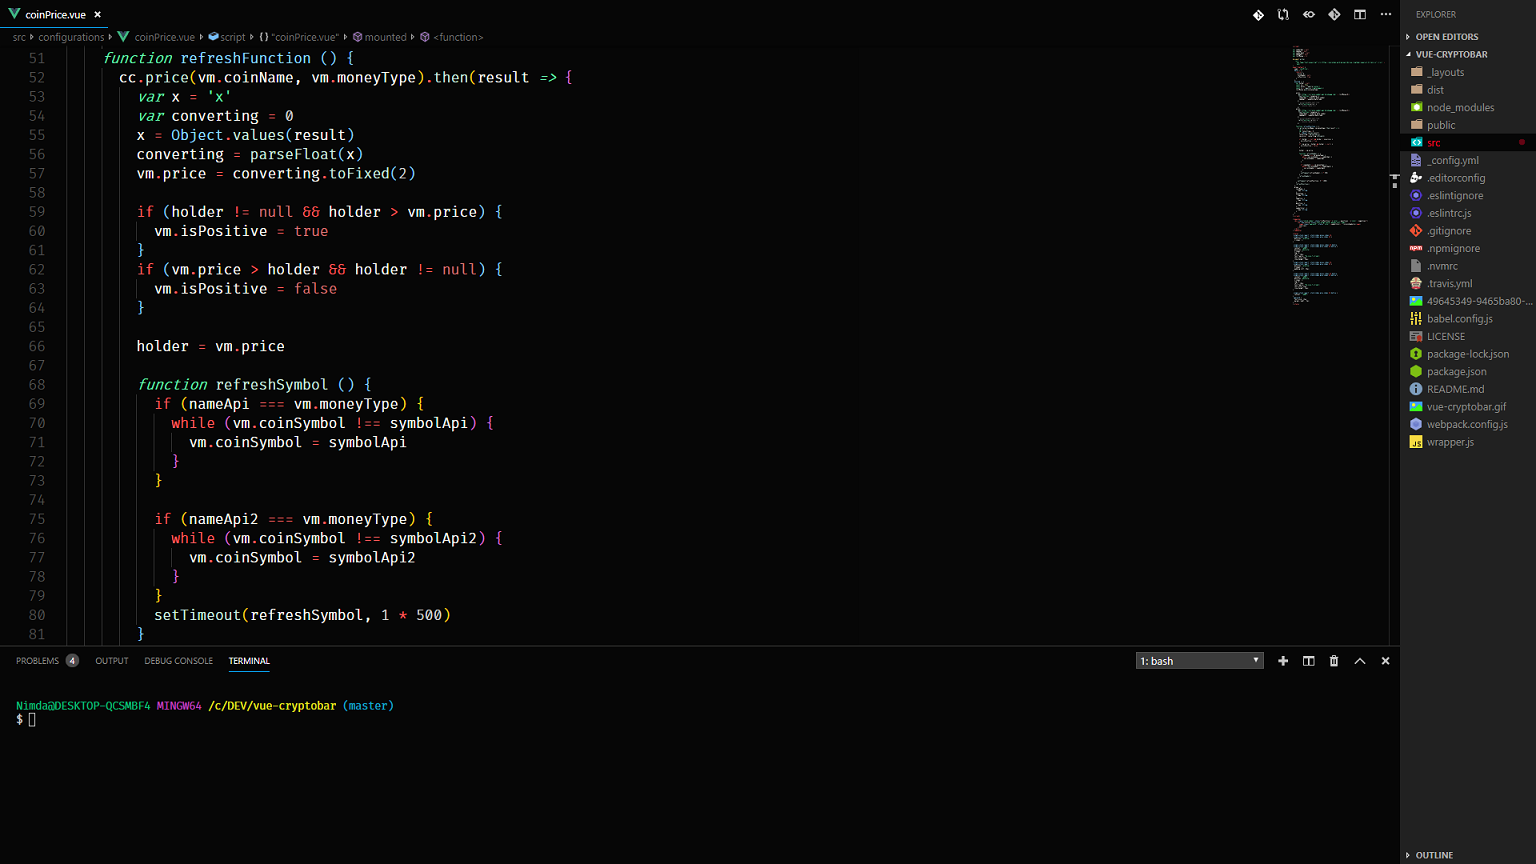 coinPrice.vue ×
src configurations coinPrice.vue script {} "coinPrice.vue" mounted <function>
51 function refreshFunction () {
52 cc.price(vm.coinName, vm.moneyType).then(result => {
53 var x = 'x'
54 var converting = 0
55 x = Object.values(result)
56 converting = parseFloat(x)
57 vm.price = converting.toFixed(2)
58
59 if (holder != null && holder > vm.price) {
60 vm.isPositive = true
61 }
62 if (vm.price > holder && holder != null) {
63 vm.isPositive = false
64 }
65
66 holder = vm.price
67
68 function refreshSymbol () {
69 if (nameApi === vm.moneyType) {
70 while (vm.coinSymbol !== symbolApi) {
71 vm.coinSymbol = symbolApi
72 }
73 }
74
75 if (nameApi2 === vm.moneyType) {
76 while (vm.coinSymbol !== symbolApi2) {
77 vm.coinSymbol = symbolApi2
78 }
79 }
80 setTimeout(refreshSymbol, 1 * 500)
81 }
PROBLEMS 4 OUTPUT DEBUG CONSOLE TERMINAL
1: bash
Nimda@DESKTOP-QCSMBF4 MINGW64 /c/DEV/vue-cryptobar (master)
$
EXPLORER
OPEN EDITORS
VUE-CRYPTOBAR
_layouts
dist
node_modules
public
src
_config.yml
.editorconfig
.eslintignore
.eslintrc.js
.gitignore
.npmignore
.nvmrc
.travis.yml
49645349-9465ba80-...
babel.config.js
LICENSE
package-lock.json
package.json
README.md
vue-cryptobar.gif
webpack.config.js
wrapper.js
OUTLINE